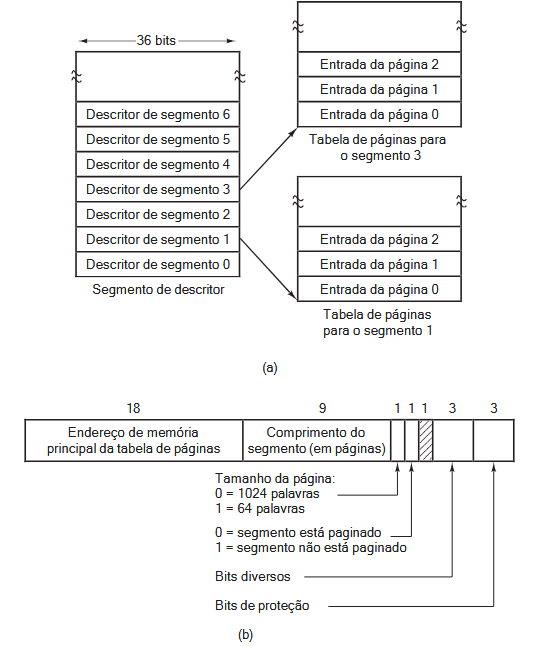 36 bits
Descritor de segmento 6
Descritor de segmento 5
Descritor de segmento 4
Descritor de segmento 3
Descritor de segmento 2
Descritor de segmento 1
Descritor de segmento 0
Segmento de descritor
Entrada da página 2
Entrada da página 1
Entrada da página 0
Tabela de páginas para
o segmento 3
Entrada da página 2
Entrada da página 1
Entrada da página 0
Tabela de páginas
para o segmento 1
(a)
18 9 1 1 1 3 3
Endereço de memória
principal da tabela de páginas
Comprimento do
segmento (em páginas)
Tamanho da página:
0 = 1024 palavras
1 = 64 palavras
0 = segmento está paginado
1 = segmento não está paginado
Bits diversos
Bits de proteção
(b)